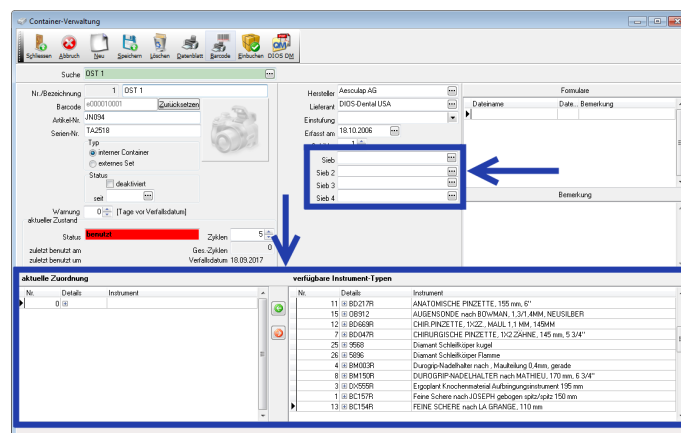 Container-Verwaltung
Schliessen Abbruch Neu Speichern Löschen Datenblatt Barcode Einbuchen DIOS DM
Suche OST 1
Nr./Bezeichnung 1 OST 1
Barcode e000010001 Zurücksetzen
Artikel-Nr. JN094
Serien-Nr. TA2518
Typ
interner Container
externes Set
Status
deaktiviert
seit
Warnung 0 [Tage vor Verfallsdatum]
aktueller Zustand
Status benutzt Zyklen 5
zuletzt benutzt am Ges.-Zyklen 0
zuletzt benutzt um Verfallsdatum 18.09.2017
Hersteller Aesculap AG
Lieferant DIOS-Dental USA
Einstufung
Erfasst am 18.10.2006
1
Sieb
Sieb 2
Sieb 3
Sieb 4
Formulare
Dateiname Date... Bemerkung
Bemerkung
aktuelle Zuordnung
Nr. Details Instrument
0
verfügbare Instrument-Typen
Nr. Details Instrument
11 BD217R ANATOMISCHE PINZETTE, 155 mm, 6"
15 OB912 AUGENSONDE nach BOWMAN, 1,3/1,4MM, NEUSILBER
12 BD669R CHIR.PINZETTE, 1X2Z., MAUL 1,1 MM, 145MM
7 BD047R CHIRURGISCHE PINZETTE, 1X2 ZÄHNE, 145 mm, 5 3/4"
25 9568 Diamant Schleifköper kugel
26 5896 Diamant Schleifköper Flamme
4 BM003R Durogrip-Nadelhalter nach , Maulteilung 0,4mm, gerade
8 BM150R DUROGRIP-NADELHALTER nach MATHIEU, 170 mm, 6 3/4"
3 DX555R Ergoplant Knochenmaterial Aufbringungsinstrument 195 mm
1 BC157R Feine Schere nach JOSEPH gebogen spitz/spitz 150 mm
13 BC154R FEINE SCHERE nach LA GRANGE, 110 mm